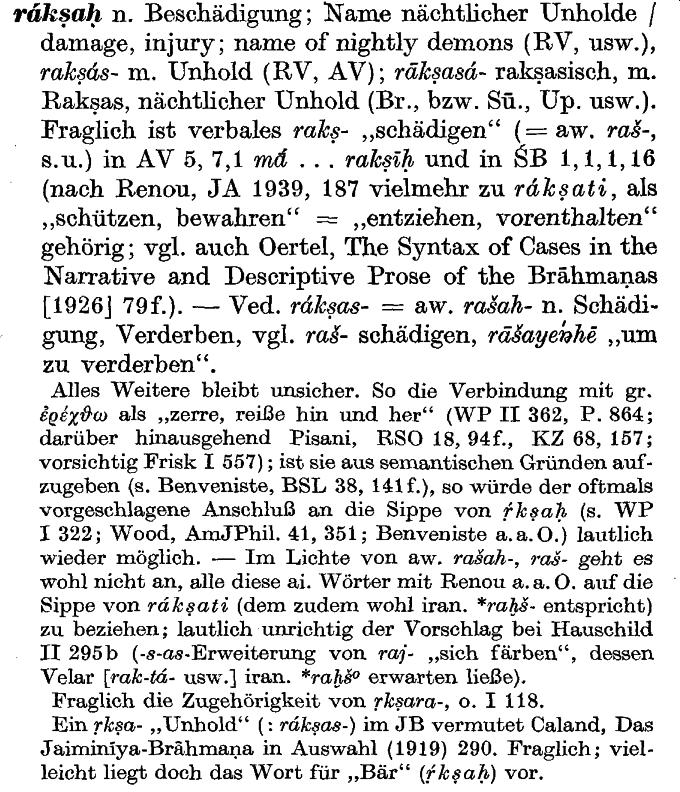 rákṣaḥ n. Beschädigung; Name nächtlicher Unholde /
damage, injury; name of nightly demons (RV, usw.),
rakṣás- m. Unhold (RV, AV); rākṣasá- rakṣasisch, m.
Rakṣas, nächtlicher Unhold (Br., bzw. Sū., Up. usw.).
Fraglich ist verbales rakṣ- „schädigen“ (= aw. raš-,
s.u.) in AV 5, 7,1 mā́ . . . rakṣīḥ und in ŚB 1, 1, 1, 16
(nach Renou, JA 1939, 187 vielmehr zu rákṣati, als
„schützen, bewahren“ = „entziehen, vorenthalten“
gehörig; vgl. auch Oertel, The Syntax of Cases in the
Narrative and Descriptive Prose of the Brāhmaṇas
[1926] 79f.). — Ved. rákṣas- = aw. rašah- n. Schädi-
gung, Verderben, vgl. raš- schädigen, rāšayeŋ́hē „um
zu verderben“.
Alles Weitere bleibt unsicher. So die Verbindung mit gr.
ἐρέχθω als „zerre, reiße hin und her“ (WP II 362, P. 864;
darüber hinausgehend Pisani, RSO 18, 94f., KZ 68, 157;
vorsichtig Frisk I 557); ist sie aus semantischen Gründen auf-
zugeben (s. Benveniste, BSL 38, 141f.), so würde der oftmals
vorgeschlagene Anschluß an die Sippe von ŕ̥kṣaḥ (s. WP
I 322; Wood, AmJPhil. 41, 351; Benveniste a.a.O.) lautlich
wieder möglich. — Im Lichte von aw. rašah-, raš- geht es
wohl nicht an, alle diese ai. Wörter mit Renou a.a.O. auf die
Sippe von rákṣati (dem zudem wohl iran. *raḫš- entspricht)
zu beziehen; lautlich unrichtig der Vorschlag bei Hauschild
II 295b (-s-as-Erweiterung von raj- „sich färben“, dessen
Velar [rak-tá- usw.] iran. *raḫš° erwarten ließe).
Fraglich die Zugehörigkeit von ṛkṣara-, o. I 118.
Ein ṛkṣa- „Unhold“ (: rákṣas-) im JB vermutet Caland, Das
Jaiminīya-Brāhmaṇa in Auswahl (1919) 290. Fraglich; viel-
leicht liegt doch das Wort für „Bär“ (ŕ̥kṣaḥ) vor.